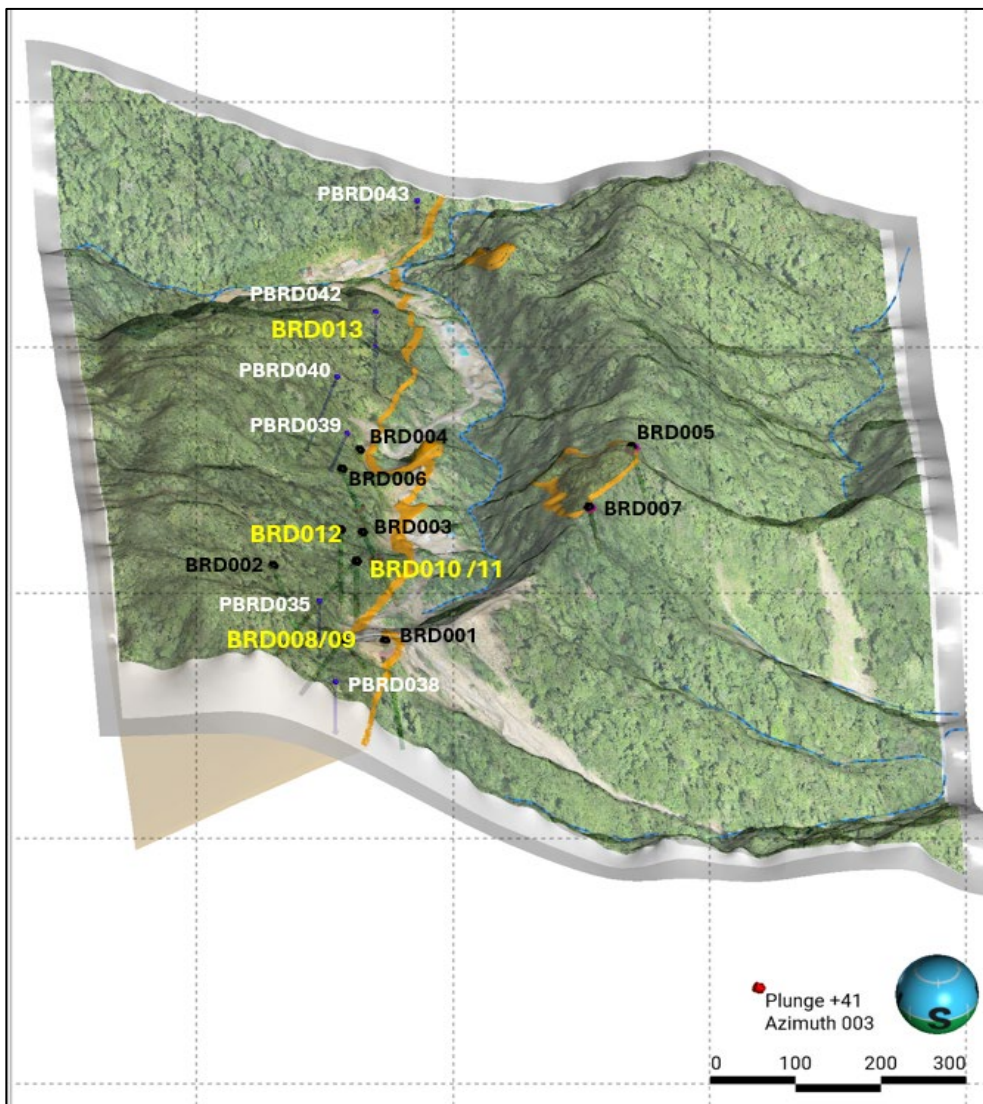 PBRD043
PBRD042
BRD013
PBRD040
PBRD039
BRD004
BRD005
BRD006
BRD007
BRD012
BRD003
BRD002
BRD010 /11
PBRD035
BRD008/09
BRD001
PBRD038
Plunge +41
Azimuth 003
S
0 100 200 300